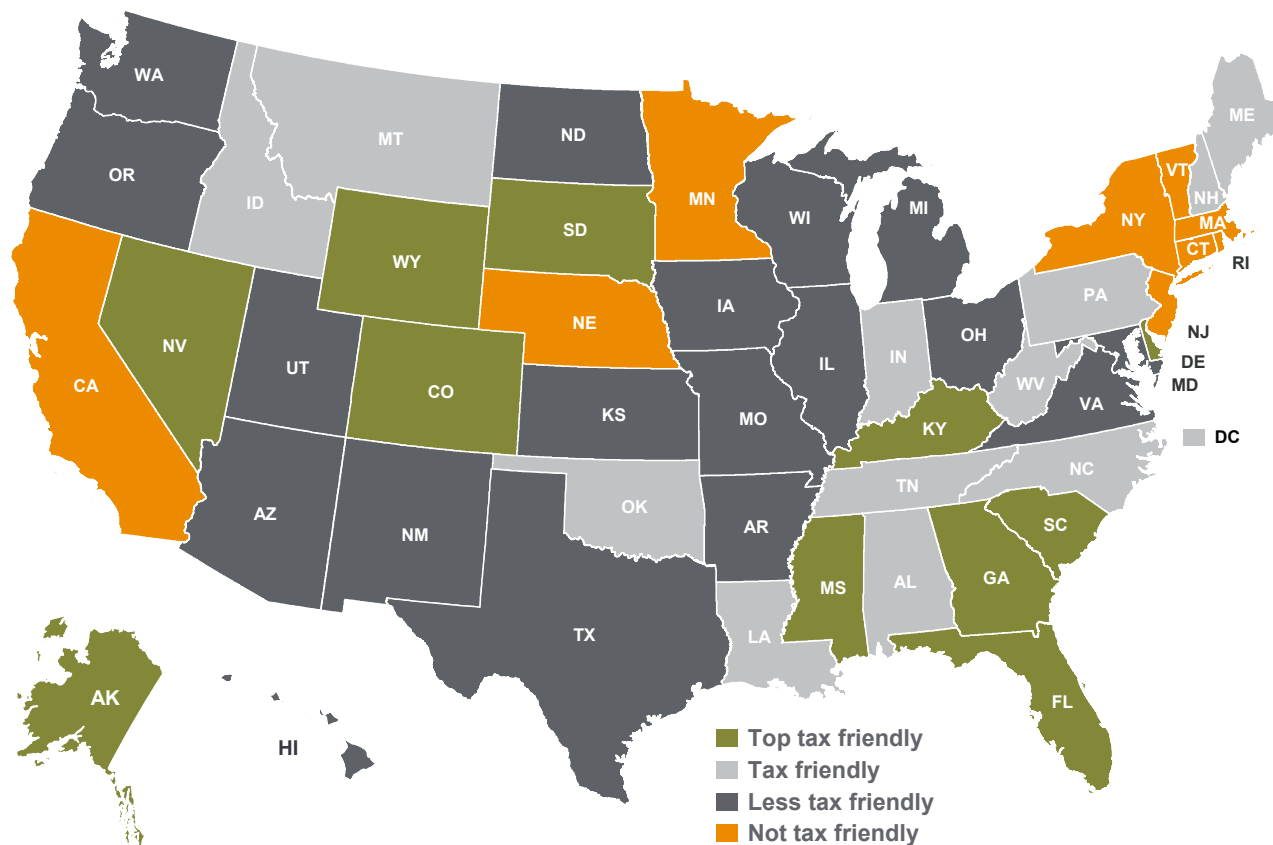 WA
MT
ND
ME
OR
ID
MN
WI
MI
VT
NH
NY
MA
CT
RI
SD
WY
NE
IA
PA
NJ
NV
UT
CO
IL
IN
OH
DE
MD
CA
KS
MO
WV
VA
KY
DC
AZ
NM
OK
AR
TN
NC
SC
MS
AL
GA
TX
LA
AK
FL
HI
Top tax friendly
Tax friendly
Less tax friendly
Not tax friendly